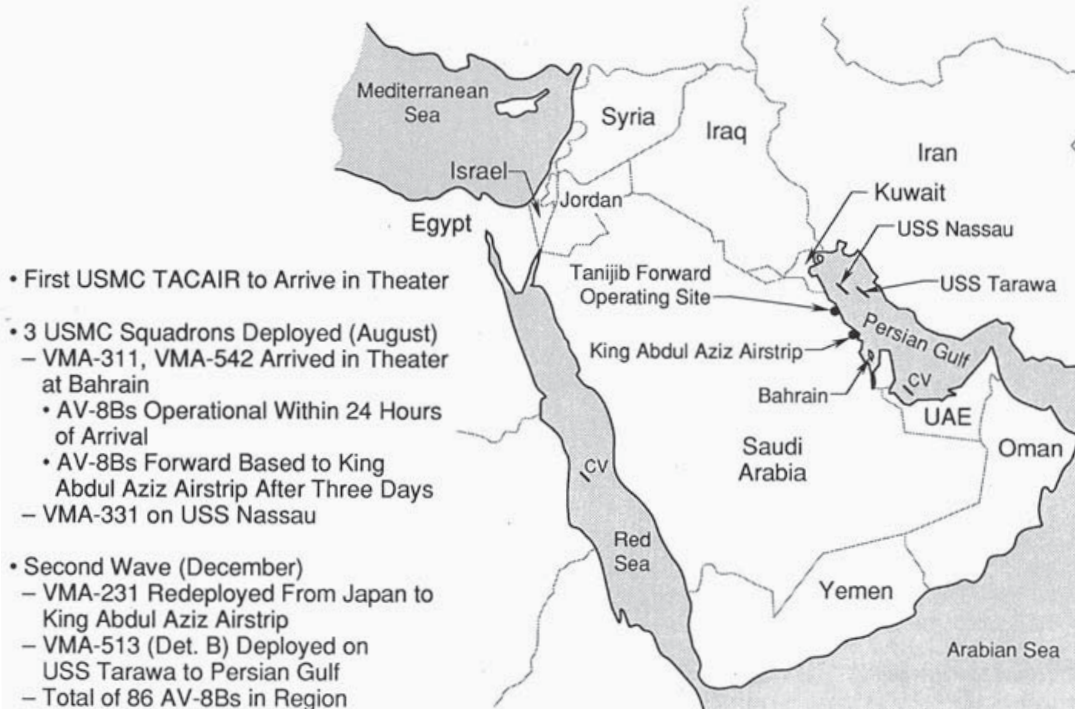 • First USMC TACAIR to Arrive in Theater
• 3 USMC Squadrons Deployed (August)
– VMA-311, VMA-542 Arrived in Theater
at Bahrain
• AV-8Bs Operational Within 24 Hours
of Arrival
• AV-8Bs Forward Based to King
Abdul Aziz Airstrip After Three Days
– VMA-331 on USS Nassau
• Second Wave (December)
– VMA-231 Redeployed From Japan to
King Abdul Aziz Airstrip
– VMA-513 (Det. B) Deployed on
USS Tarawa to Persian Gulf
– Total of 86 AV-8Bs in Region
Mediterranean
Sea
Syria
Iraq
Iran
Israel
Jordan
Kuwait
Egypt
USS Nassau
Tanijib Forward
Operating Site
USS Tarawa
Persian Gulf
King Abdul Aziz Airstrip
Bahrain
CV
UAE
Oman
Saudi
Arabia
CV
Red
Sea
Yemen
Arabian Sea